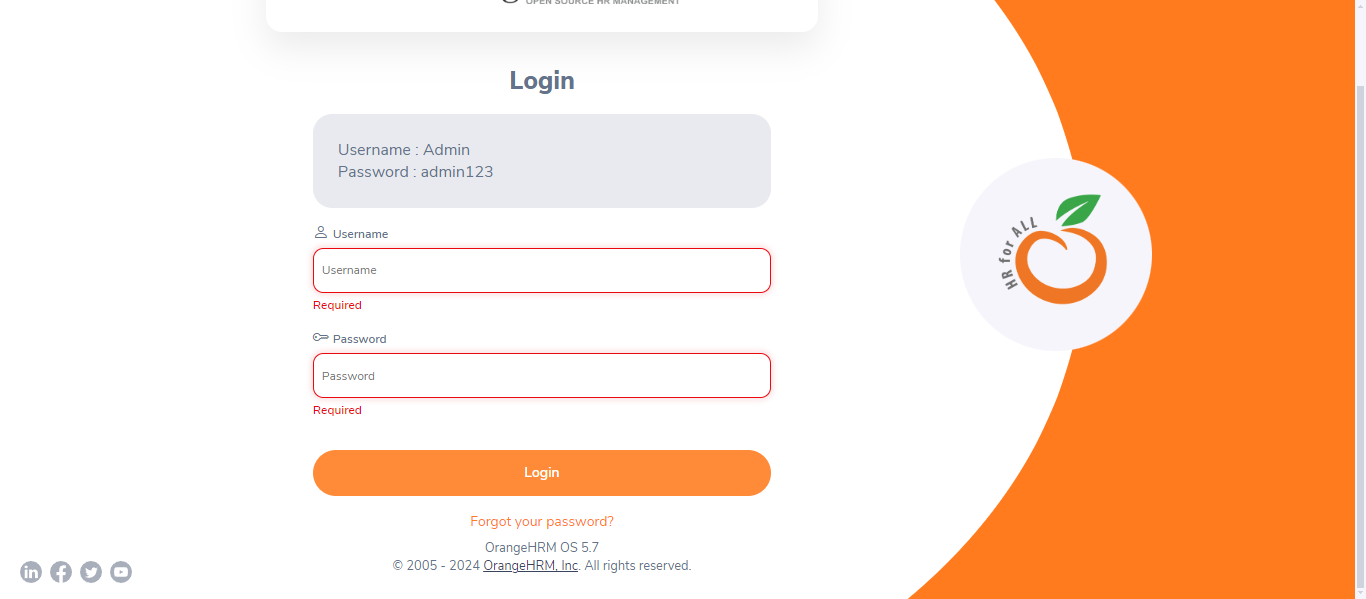 OPEN SOURCE HR MANAGEMENT
Login
Username : Admin
Password : admin123
Username
Username
Required
Password
Password
Required
Login
Forgot your password?
OrangeHRM OS 5.7
© 2005 - 2024 OrangeHRM, Inc. All rights reserved.
HR for ALL